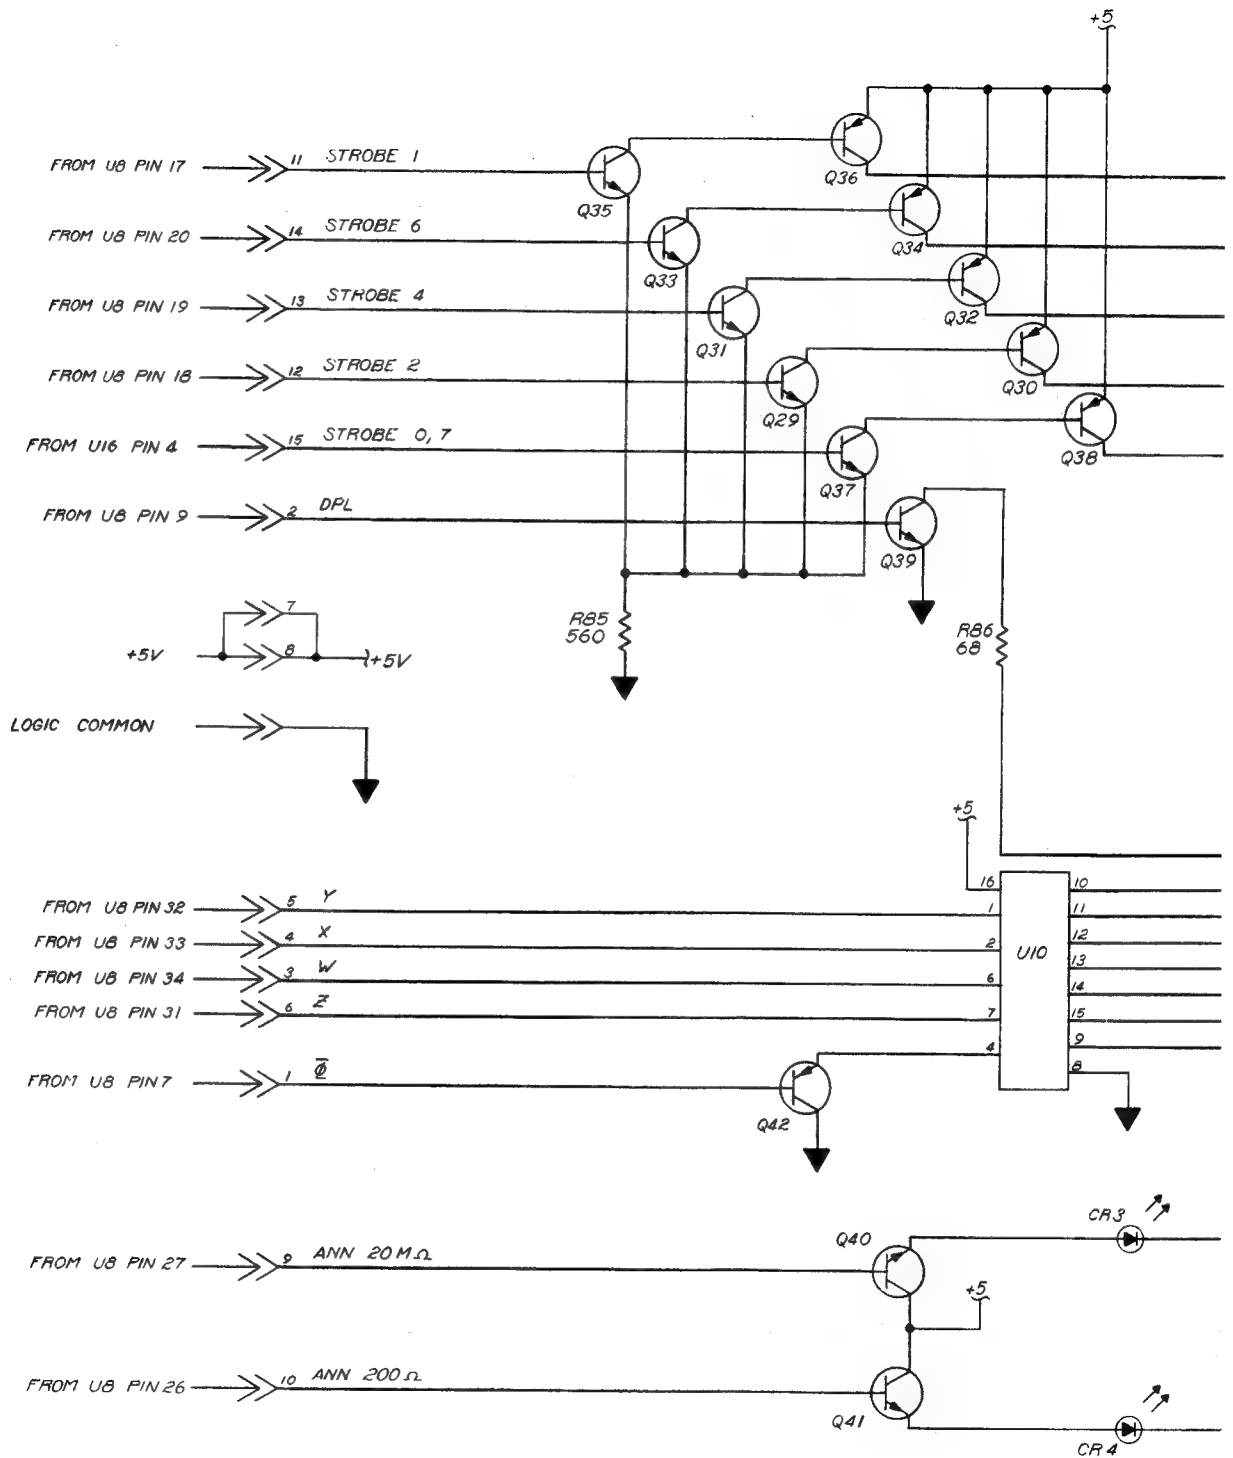 +5
FROM U8 PIN 17
11
STROBE 1
Q35
Q36
FROM U8 PIN 20
14
STROBE 6
Q33
Q34
FROM U8 PIN 19
13
STROBE 4
Q31
Q32
FROM U8 PIN 18
12
STROBE 2
Q29
Q30
FROM U16 PIN 4
15
STROBE 0,7
Q37
Q38
FROM U8 PIN 9
2
DPL
Q39
R85
560
R86
68
7
+5V
8
+5V
LOGIC COMMON
+5
16
10
FROM U8 PIN 32
5
Y
1
11
FROM U8 PIN 33
4
X
2
12
U10
13
FROM U8 PIN 34
3
W
6
14
FROM U8 PIN 31
6
Z
7
15
4
9
8
FROM U8 PIN 7
1
Φ̅
Q42
CR3
Q40
FROM U8 PIN 27
9
ANN 20MΩ
+5
FROM U8 PIN 26
10
ANN 200Ω
Q41
CR4